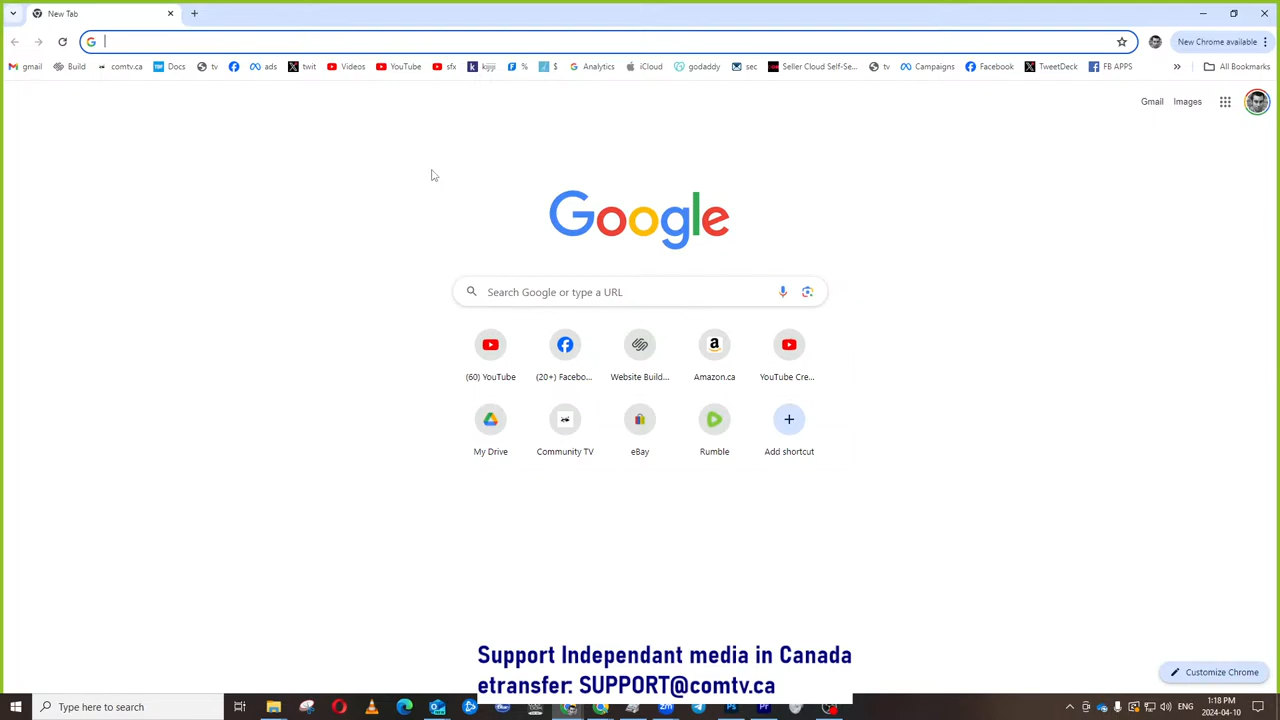 New Tab
New Chrome available
gmail Build comtv.ca Docs tv ads twit Videos YouTube sfx kijiji % $ Analytics iCloud godaddy sec Seller Cloud Self-Se... tv Campaigns Facebook TweetDeck FB APPS » All Bookmarks
Gmail Images
Google
Search Google or type a URL
(60) YouTube (20+) Facebo... Website Build... Amazon.ca YouTube Cre...
My Drive Community TV eBay Rumble Add shortcut
Support Independant media in Canada
etransfer: SUPPORT@comtv.ca
Customize Chrome
Type here to search
ENG
1:18 PM
2024-04-10